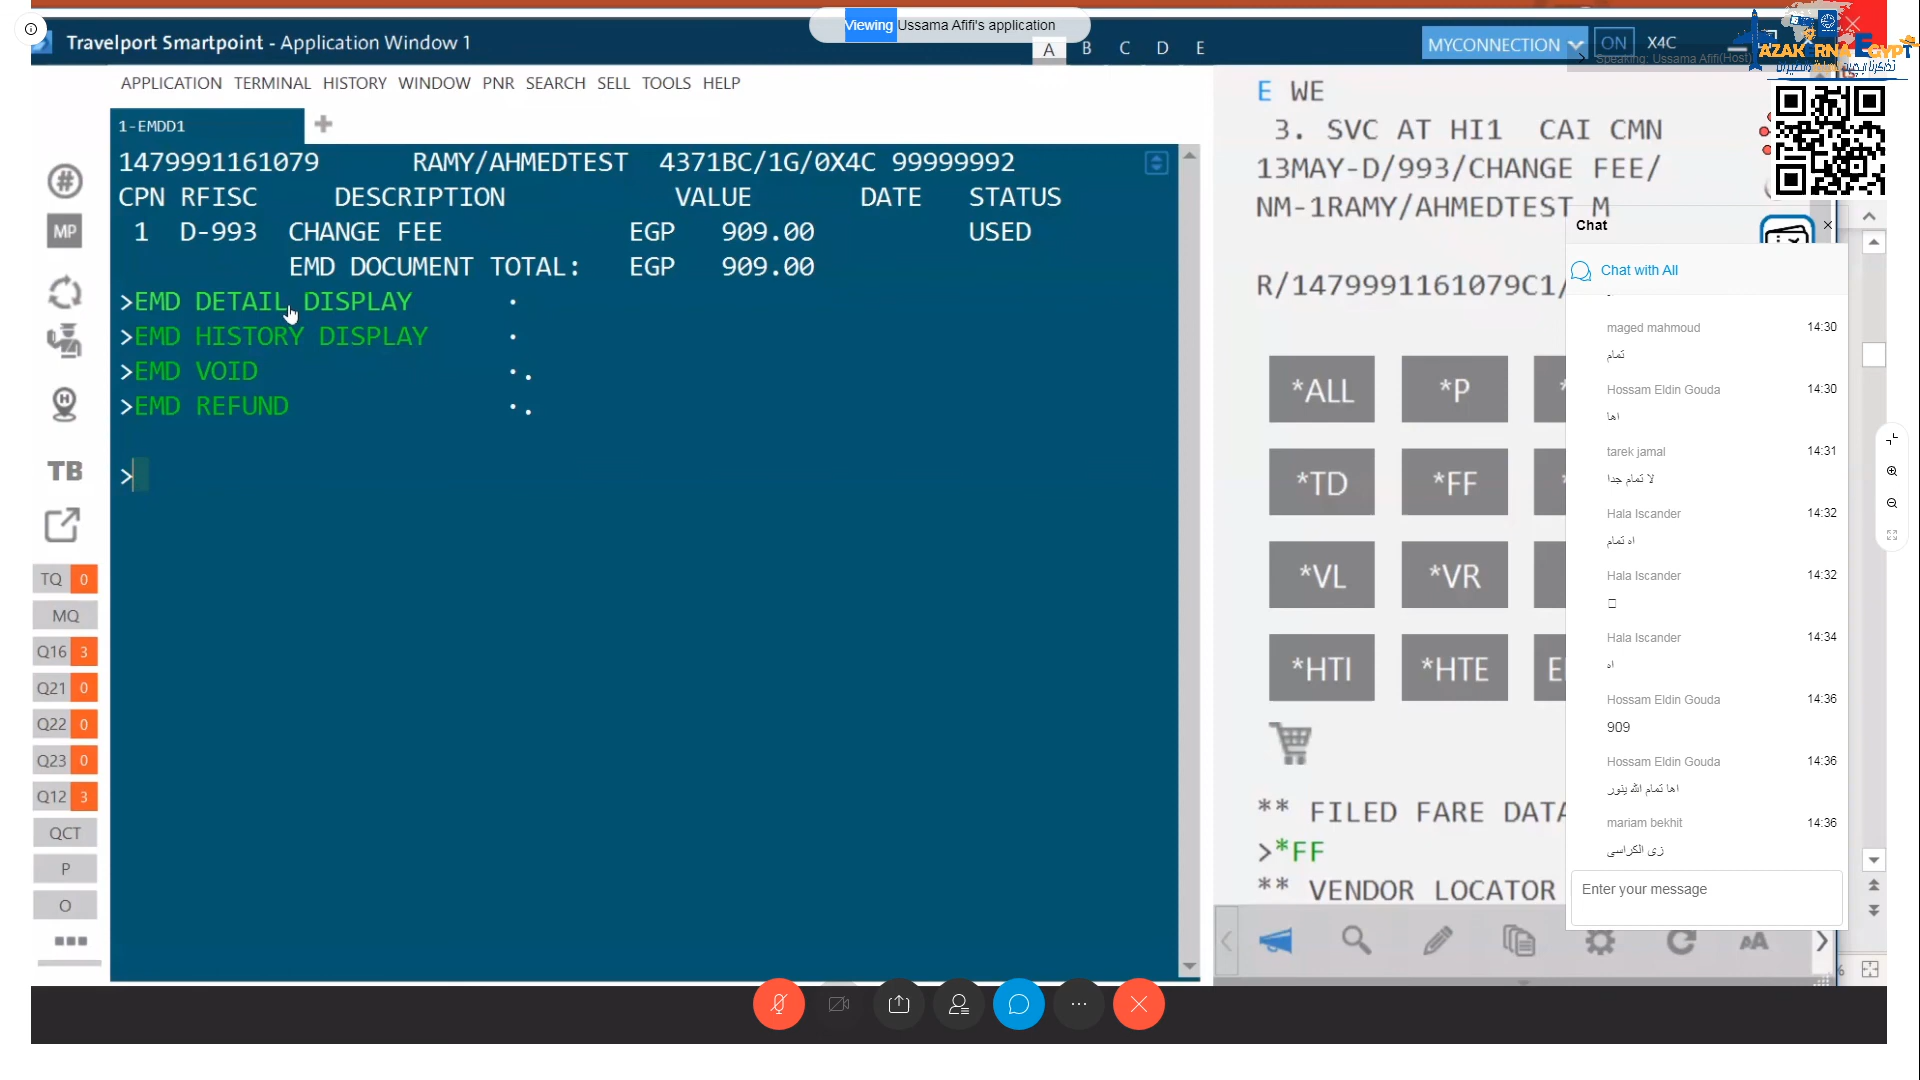 Viewing Ussama Afifi's application
Travelport Smartpoint - Application Window 1
A B C D E
MYCONNECTION ON X4C
Speaking: Ussama Afifi(Host)
APPLICATION TERMINAL HISTORY WINDOW PNR SEARCH SELL TOOLS HELP
1-EMDD1
1479991161079 RAMY/AHMEDTEST 4371BC/1G/0X4C 99999992
CPN RFISC DESCRIPTION VALUE DATE STATUS
1 D-993 CHANGE FEE EGP 909.00 USED
EMD DOCUMENT TOTAL: EGP 909.00
>EMD DETAIL DISPLAY ·
>EMD HISTORY DISPLAY ·
>EMD VOID ·.
>EMD REFUND ·.
>
MP
TB
TQ 0
MQ
Q16 3
Q21 0
Q22 0
Q23 0
Q12 3
QCT
P
O
E WE
3. SVC AT HI1 CAI CMN
13MAY-D/993/CHANGE FEE/
NM-1RAMY/AHMEDTEST M
R/1479991161079C1/
*ALL *P
*TD *FF
*VL *VR
*HTI *HTE
** FILED FARE DATA
>*FF
** VENDOR LOCATOR
Chat
Chat with All
maged mahmoud 14:30
تمام
Hossam Eldin Gouda 14:30
اها
tarek jamal 14:31
لا تمام جدا
Hala Iscander 14:32
اه تمام
Hala Iscander 14:32
Hala Iscander 14:34
اه
Hossam Eldin Gouda 14:36
909
Hossam Eldin Gouda 14:36
اها تمام الله ينور
mariam bekhit 14:36
زى الكراسى
Enter your message